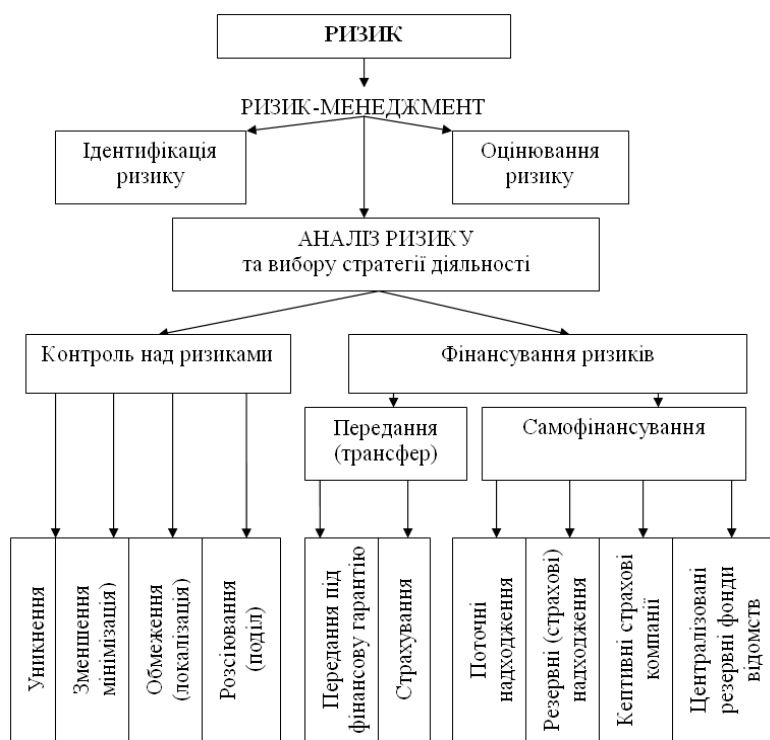 РИЗИК
РИЗИК-МЕНЕДЖМЕНТ
Ідентифікація
ризику
Оцінювання
ризику
АНАЛІЗ РИЗИКУ
та вибору стратегії діяльності
Контроль над ризиками
Фінансування ризиків
Передання
(трансфер)
Самофінансування
Уникнення
Зменшення
мінімізація)
Обмеження
(локалізація)
Розсіювання
(поділ)
Передання під
фінансову гарантію
Страхування
Поточні
надходження
Резервні (страхові)
надходження
Кептивні страхові
компанії
Централізовані
резервні фонди
відомств